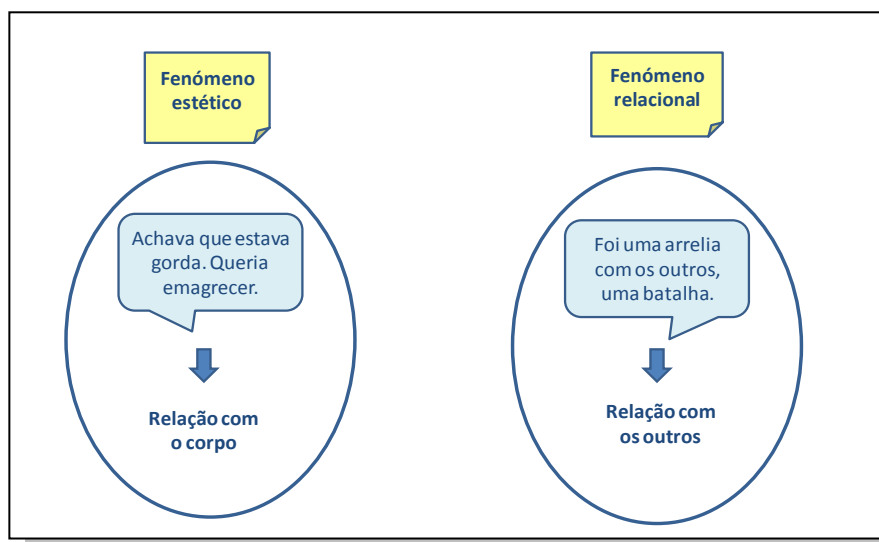 Fenómeno
estético
Achava que estava
gorda. Queria
emagrecer.
Relação com
o corpo
Fenómeno
relacional
Foi uma arrelia
com os outros,
uma batalha.
Relação com
os outros